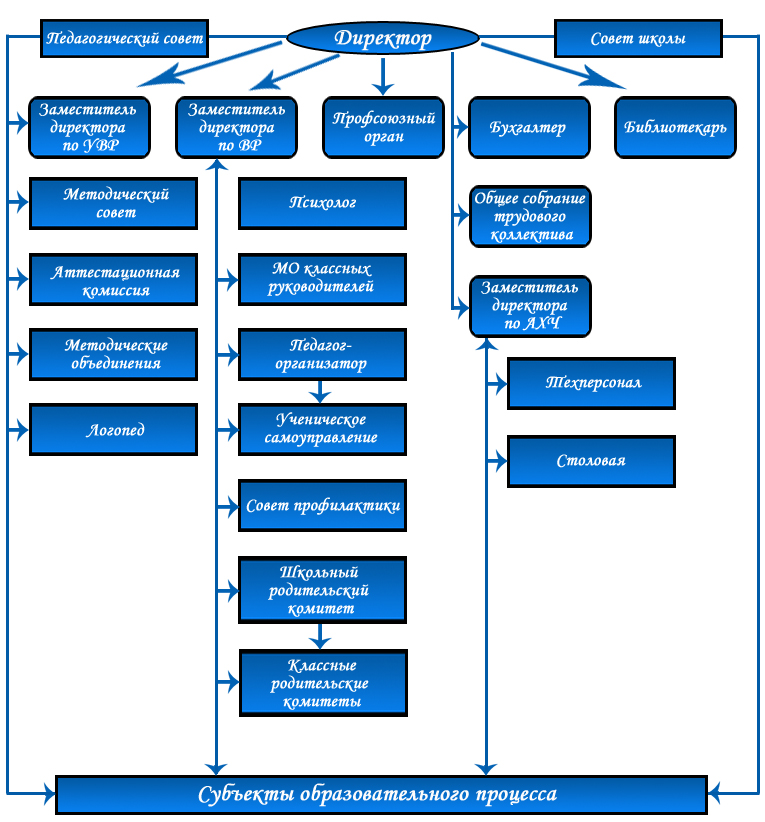 Педагогический совет
Директор
Совет школы
Заместитель
директора
по УВР
Заместитель
директора
по ВР
Профсоюзный
орган
Бухгалтер
Библиотекарь
Методический
совет
Психолог
Общее собрание
трудового
коллектива
Аттестационная
комиссия
МО классных
руководителей
Заместитель
директора
по АХЧ
Методические
объединения
Педагог-
организатор
Техперсонал
Логопед
Ученическое
самоуправление
Столовая
Совет профилактики
Школьный
родительский
комитет
Классные
родительские
комитеты
Субъекты образовательного процесса